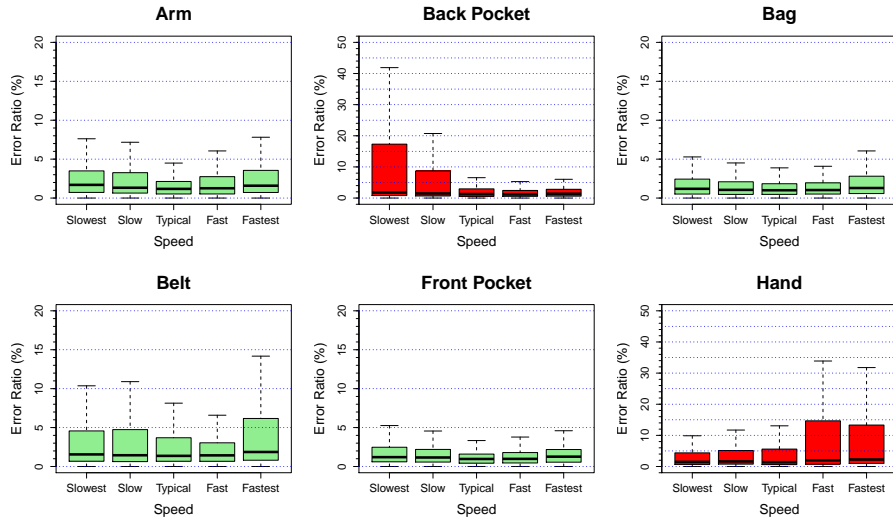 Arm
Error Ratio (%)
0 5 10 15 20
Slowest Slow Typical Fast Fastest
Speed
Back Pocket
Error Ratio (%)
0 10 20 30 40 50
Slowest Slow Typical Fast Fastest
Speed
Bag
Error Ratio (%)
0 5 10 15 20
Slowest Slow Typical Fast Fastest
Speed
Belt
Error Ratio (%)
0 5 10 15 20
Slowest Slow Typical Fast Fastest
Speed
Front Pocket
Error Ratio (%)
0 5 10 15 20
Slowest Slow Typical Fast Fastest
Speed
Hand
Error Ratio (%)
0 10 20 30 40 50
Slowest Slow Typical Fast Fastest
Speed